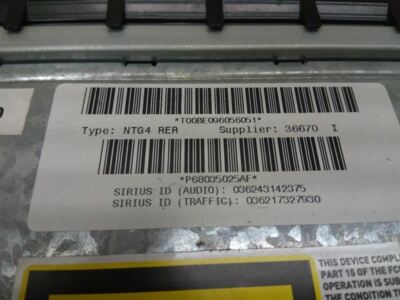 *T00BE096056051*
Type: NTG4 RER Supplier: 36670 I
*P68035025AF*
SIRIUS ID (AUDIO): 036243142375
SIRIUS ID (TRAFFIC): 036217327930
THIS DEVICE COMPL
PART 15 OF THE FC
OPERATION IS SUB
THE CONDITION T